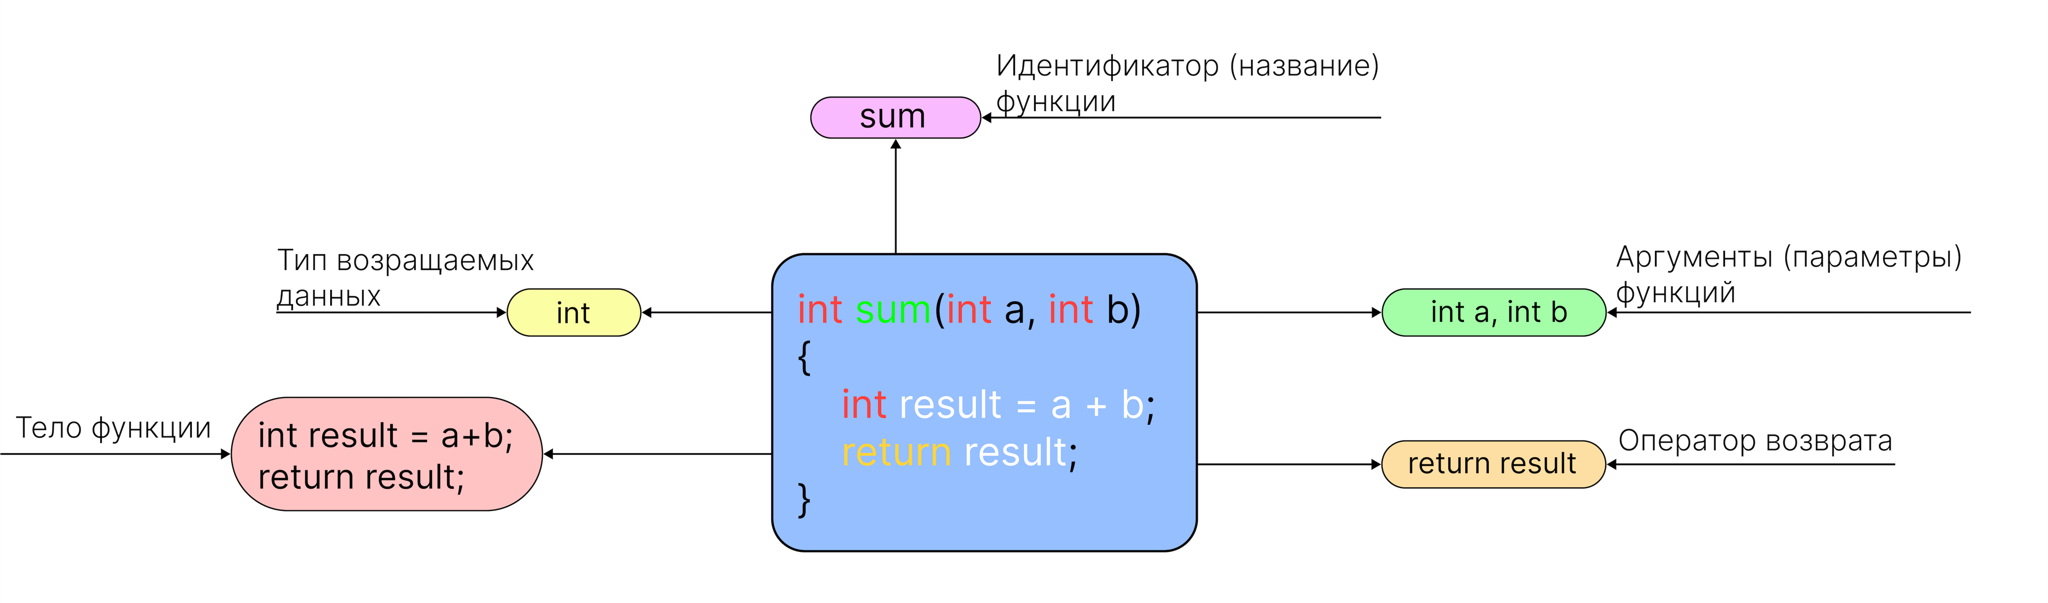 Идентификатор (название)
функции
sum
Тип возращаемых
данных
int
Аргументы (параметры)
функций
int a, int b
int sum(int a, int b)
{
int result = a + b;
return result;
}
Тело функции
int result = a+b;
return result;
Оператор возврата
return result